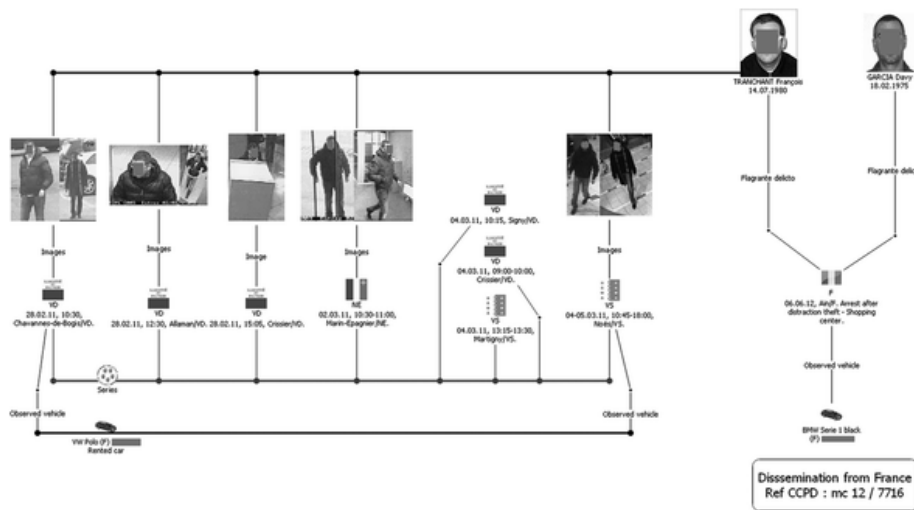 TRANCHANT François
14.07.1980
GARCIA Davy
18.02.1975
Flagrante delicto
Flagrante delicto
Images
Images
Image
Images
Images
VD
28.02.11, 10:30,
Chavannes-de-Bogis/VD.
VD
28.02.11, 12:30, Allaman/VD.
VD
28.02.11, 15:05, Crissier/VD.
NE
02.03.11, 10:30-11:00,
Marin-Epagnier/NE.
VD
04.03.11, 10:15, Signy/VD.
VD
04.03.11, 09:00-10:00,
Crissier/VD.
VS
04.03.11, 13:15-13:30,
Martigny/VS.
VS
04-05.03.11, 10:45-18:00,
Noës/VS.
F
06.06.12, Ain/F. Arrest after
distraction theft - Shopping
center.
Series
Observed vehicle
Observed vehicle
Observed vehicle
VW Polo (F)
Rented car
BMW Serie 1 black
(F)
Disssemination from France
Ref CCPD : mc 12 / 7716